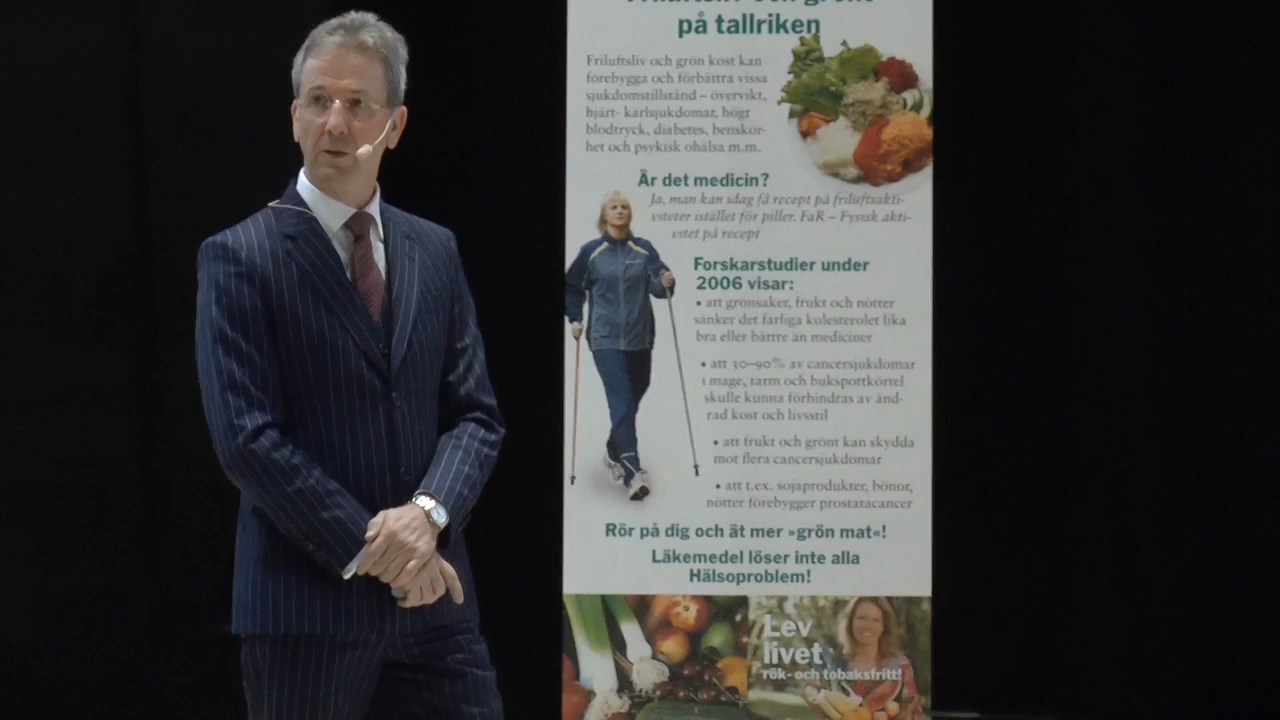 Friluftsliv och grönt
på tallriken
Friluftsliv och grön kost kan
förebygga och förbättra vissa
sjukdomstillstånd – övervikt,
hjärt- kärlsjukdomar, högt
blodtryck, diabetes, benskör-
het och psykisk ohälsa m.m.
Är det medicin?
Ja, man kan idag få recept på friluftsakti-
viteter istället för piller. FaR – Fysisk akti-
vitet på recept
Forskarstudier under
2006 visar:
• att grönsaker, frukt och nötter
sänker det farliga kolesterolet lika
bra eller bättre än mediciner
• att 30–90% av cancersjukdomar
i mage, tarm och bukspottkörtel
skulle kunna förhindras av änd-
rad kost och livsstil
• att frukt och grönt kan skydda
mot flera cancersjukdomar
• att t.ex. sojaprodukter, bönor,
nötter förebygger prostatacancer
Rör på dig och ät mer »grön mat«!
Läkemedel löser inte alla
Hälsoproblem!
Lev
livet
rök- och tobaksfritt!